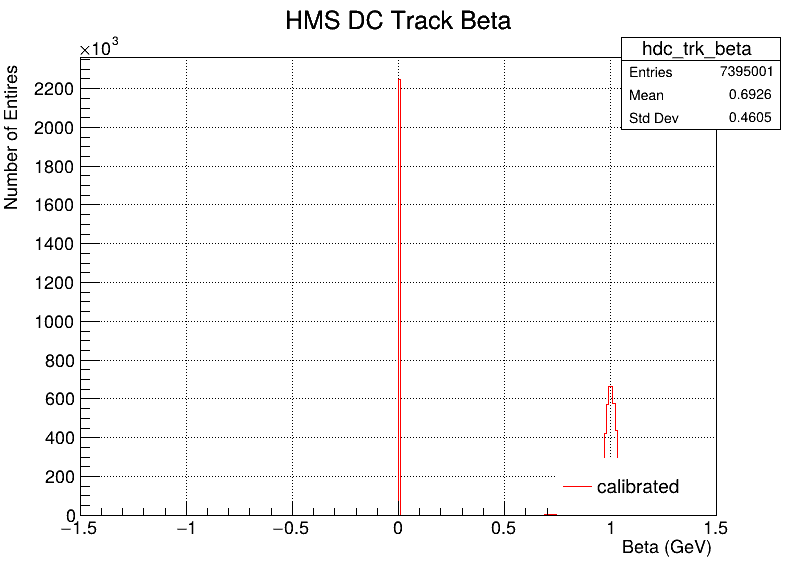 HMS DC Track Beta
×10³
hdc_trk_beta
Entries 7395001
Mean 0.6926
Std Dev 0.4605
Number of Entires
2200
2000
1800
1600
1400
1200
1000
800
600
400
200
0
calibrated
−1.5 −1 −0.5 0 0.5 1 1.5
Beta (GeV)